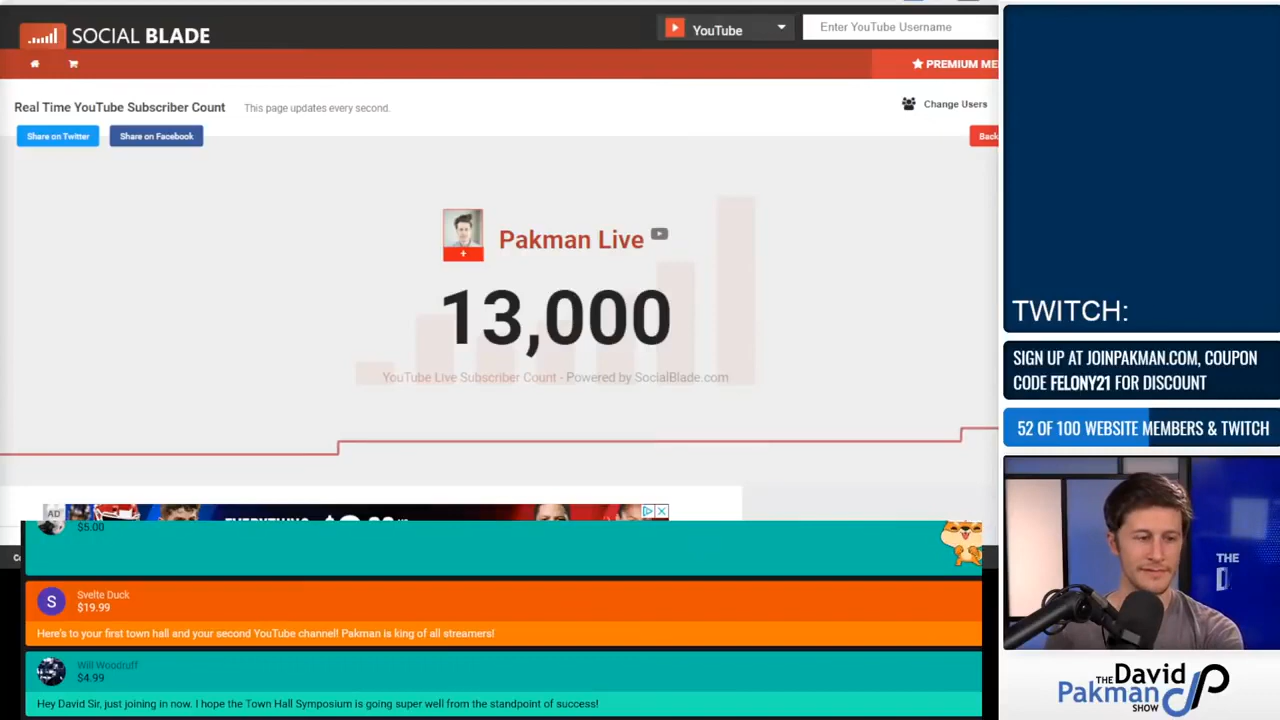 SOCIAL BLADE
YouTube
Enter YouTube Username
PREMIUM ME
Real Time YouTube Subscriber Count
This page updates every second.
Change Users
Share on Twitter
Share on Facebook
Back
Pakman Live
13,000
YouTube Live Subscriber Count - Powered by SocialBlade.com
AD
$5.00
S
Svelte Duck
$19.99
Here's to your first town hall and your second YouTube channel! Pakman is king of all streamers!
Will Woodruff
$4.99
Hey David Sir, just joining in now. I hope the Town Hall Symposium is going super well from the standpoint of success!
TWITCH:
SIGN UP AT JOINPAKMAN.COM, COUPON
CODE FELONY21 FOR DISCOUNT
52 OF 100 WEBSITE MEMBERS & TWITCH
THE
THE David
Pakman
SHOW